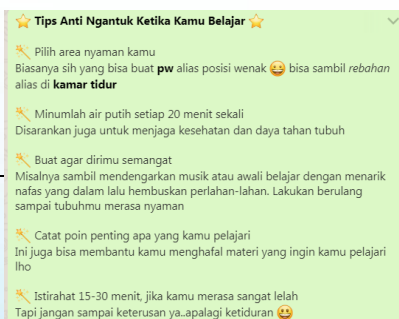 ⭐ Tips Anti Ngantuk Ketika Kamu Belajar ⭐
Pilih area nyaman kamu
Biasanya sih yang bisa buat pw alias posisi wenak 😄 bisa sambil rebahan
alias di kamar tidur
Minumlah air putih setiap 20 menit sekali
Disarankan juga untuk menjaga kesehatan dan daya tahan tubuh
Buat agar dirimu semangat
Misalnya sambil mendengarkan musik atau awali belajar dengan menarik
nafas yang dalam lalu hembuskan perlahan-lahan. Lakukan berulang
sampai tubuhmu merasa nyaman
Catat poin penting apa yang kamu pelajari
Ini juga bisa membantu kamu menghafal materi yang ingin kamu pelajari
lho
Istirahat 15-30 menit, jika kamu merasa sangat lelah
Tapi jangan sampai keterusan ya..apalagi ketiduran 😃